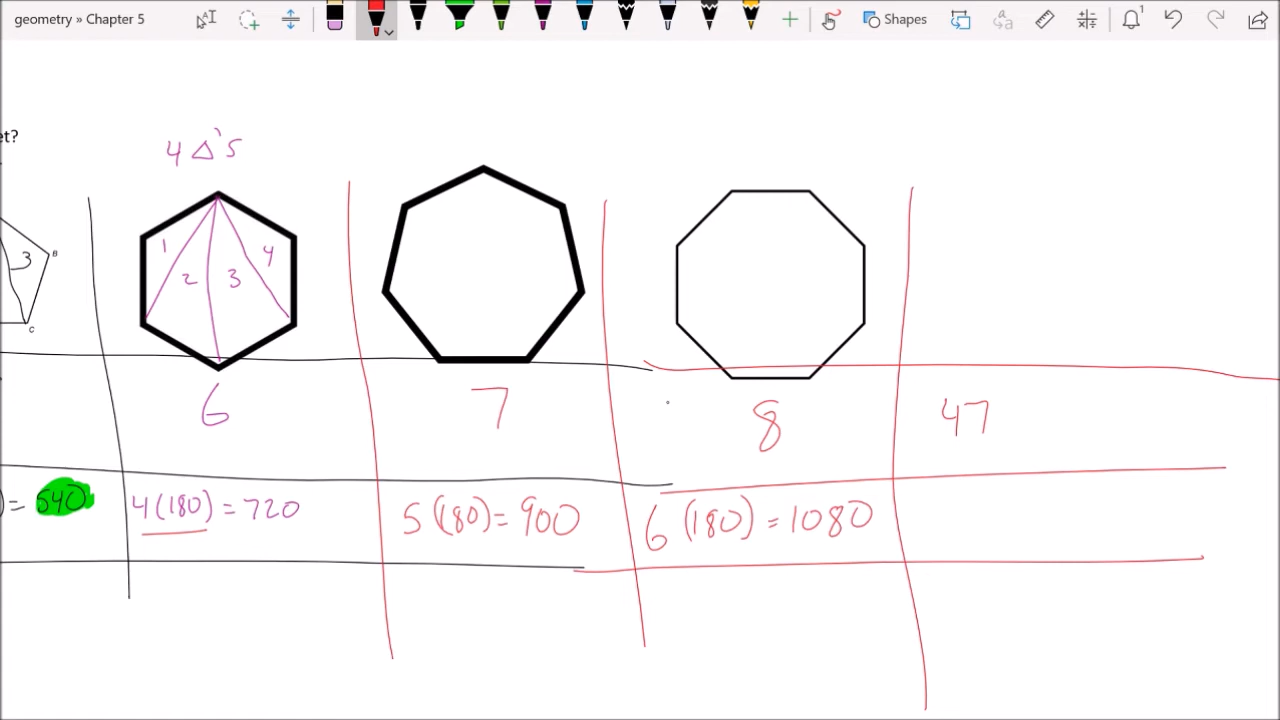 geometry » Chapter 5
Shapes
et?
4 Δ's
1 2 3 4
3
B
C
6 7 8 47
) = 540 4(180) = 720 5(180) = 900 6(180) = 1080